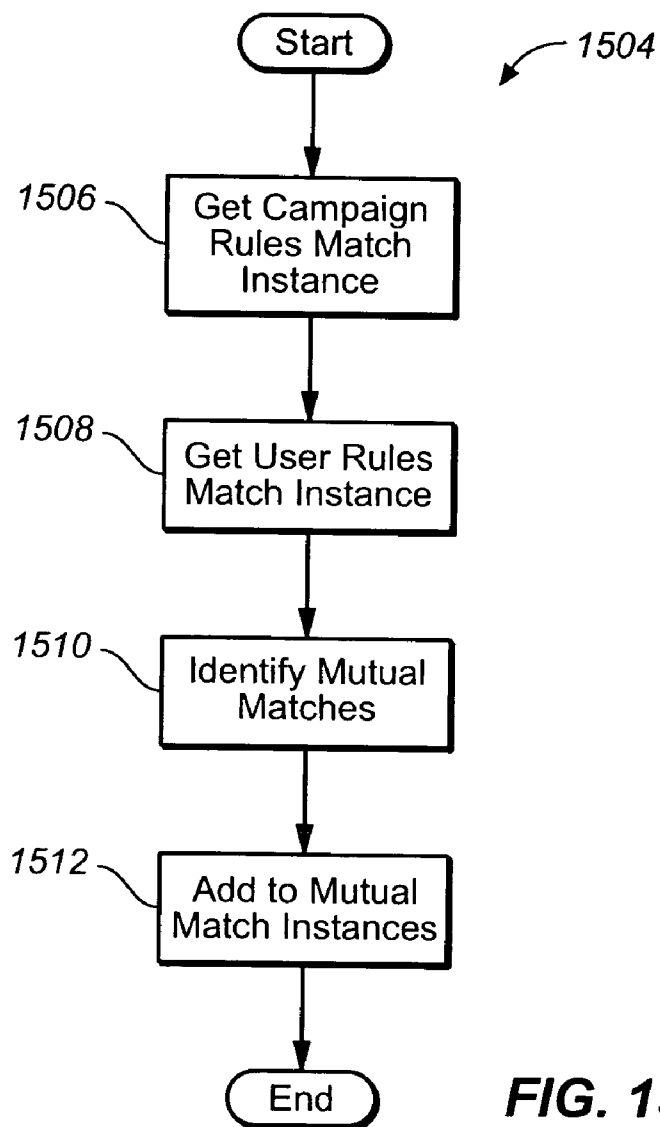 Start
1504
1506
Get Campaign
Rules Match
Instance
1508
Get User Rules
Match Instance
1510
Identify Mutual
Matches
1512
Add to Mutual
Match Instances
End
FIG.